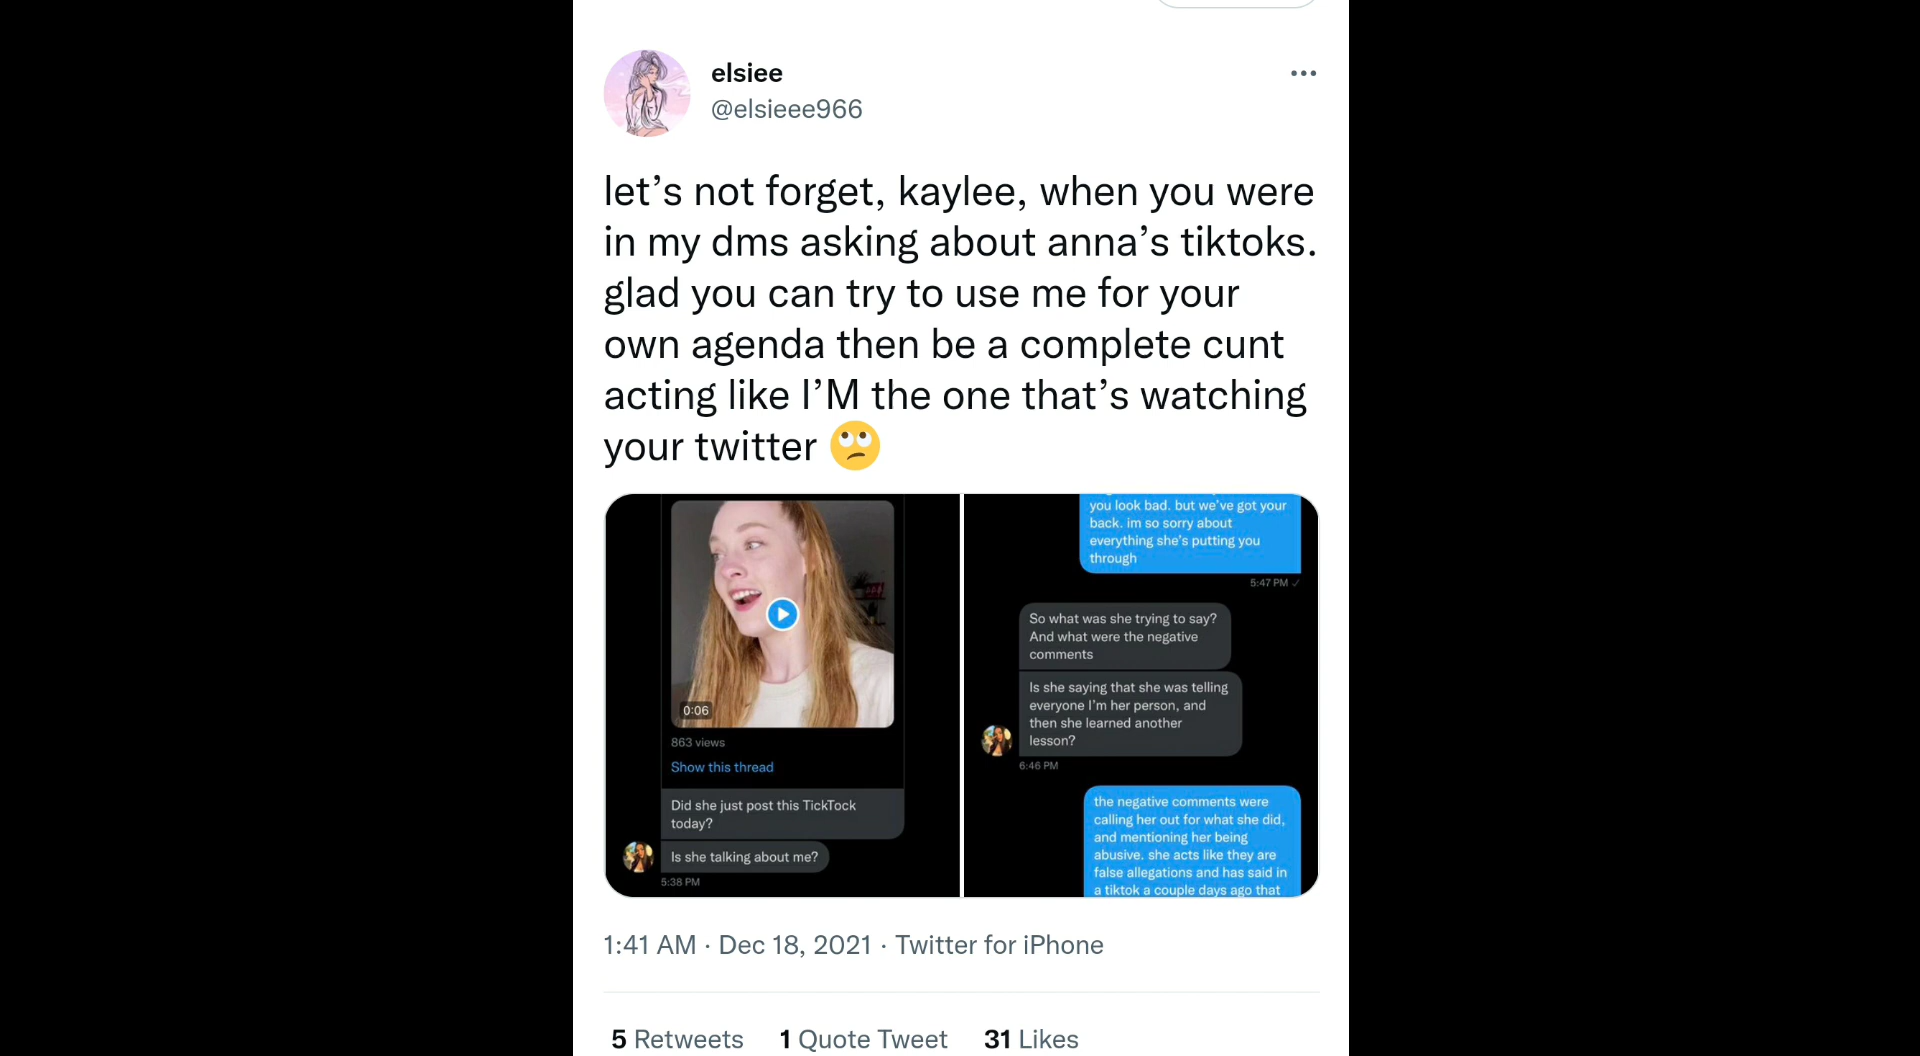 elsiee
@elsieee966
let’s not forget, kaylee, when you were
in my dms asking about anna’s tiktoks.
glad you can try to use me for your
own agenda then be a complete cunt
acting like I’M the one that’s watching
your twitter 🙄
0:06
863 views
Show this thread
Did she just post this TickTock
today?
Is she talking about me?
5:38 PM
you look bad. but we’ve got your
back. im so sorry about
everything she’s putting you
through
5:47 PM ✓
So what was she trying to say?
And what were the negative
comments
Is she saying that she was telling
everyone I’m her person, and
then she learned another
lesson?
6:46 PM
the negative comments were
calling her out for what she did,
and mentioning her being
abusive. she acts like they are
false allegations and has said in
a tiktok a couple days ago that
1:41 AM · Dec 18, 2021 · Twitter for iPhone
5 Retweets 1 Quote Tweet 31 Likes